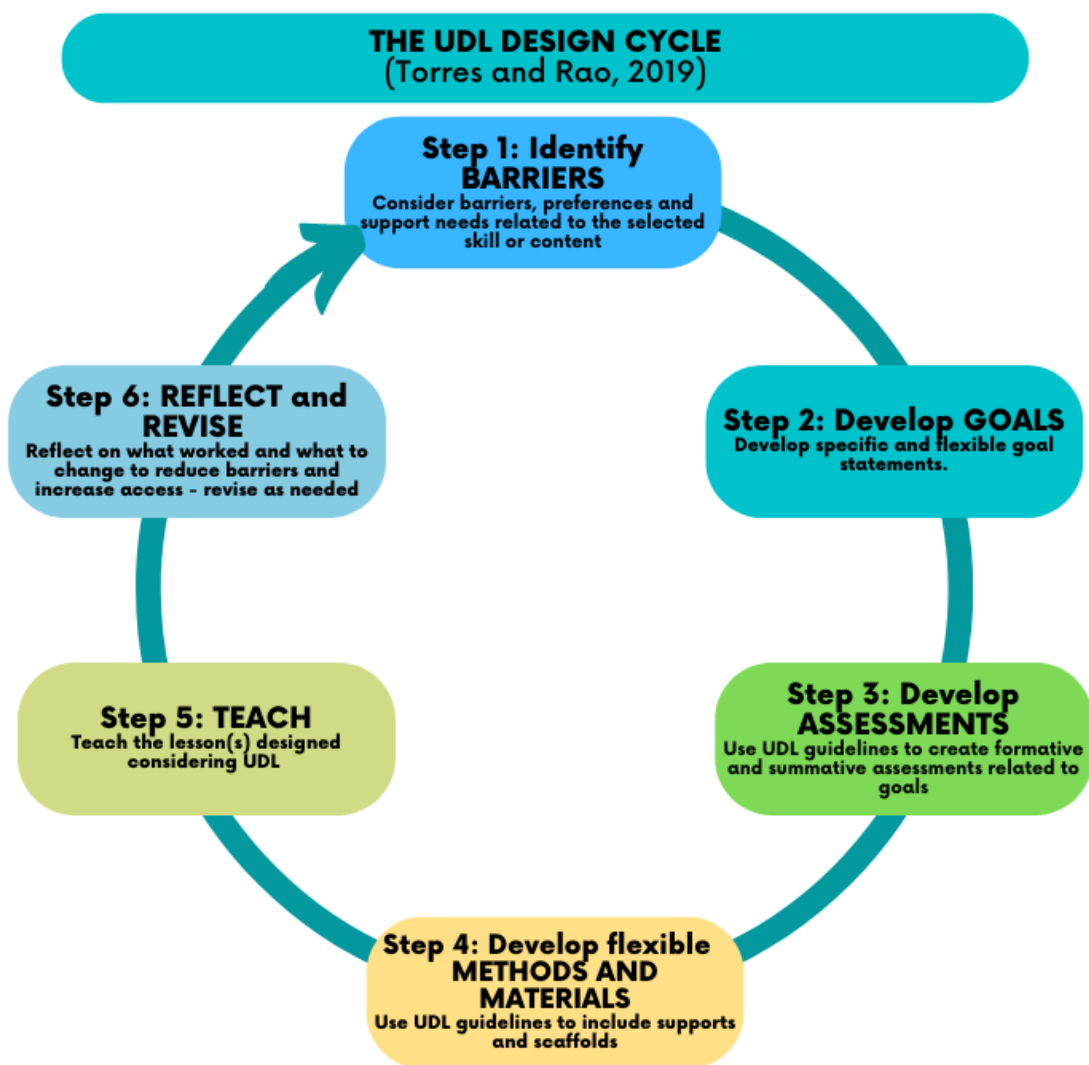 THE UDL DESIGN CYCLE
(Torres and Rao, 2019)
Step 1: Identify
BARRIERS
Consider barriers, preferences and
support needs related to the selected
skill or content
Step 2: Develop GOALS
Develop specific and flexible goal
statements.
Step 3: Develop
ASSESSMENTS
Use UDL guidelines to create formative
and summative assessments related to
goals
Step 4: Develop flexible
METHODS AND
MATERIALS
Use UDL guidelines to include supports
and scaffolds
Step 5: TEACH
Teach the lesson(s) designed
considering UDL
Step 6: REFLECT and
REVISE
Reflect on what worked and what to
change to reduce barriers and
increase access - revise as needed